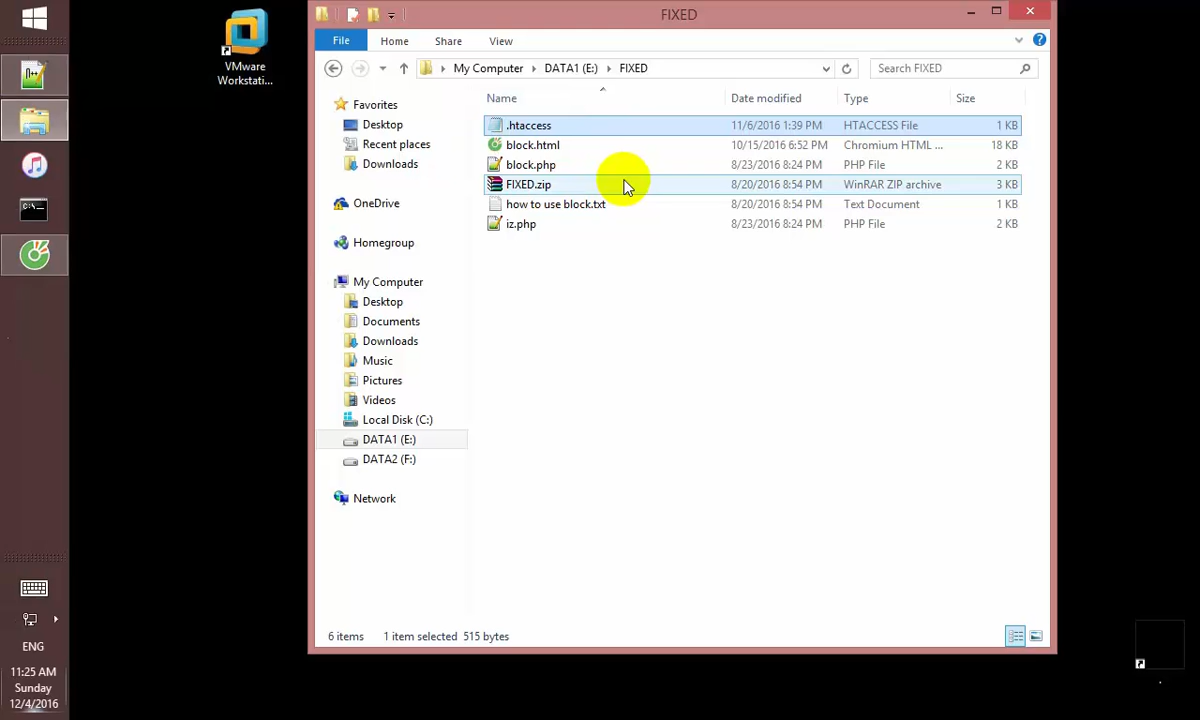 VMware
Workstati...
FIXED
File Home Share View
My Computer DATA1 (E:) FIXED
Search FIXED
Name Date modified Type Size
.htaccess 11/6/2016 1:39 PM HTACCESS File 1 KB
block.html 10/15/2016 6:52 PM Chromium HTML ... 18 KB
block.php 8/23/2016 8:24 PM PHP File 2 KB
FIXED.zip 8/20/2016 8:54 PM WinRAR ZIP archive 3 KB
how to use block.txt 8/20/2016 8:54 PM Text Document 1 KB
iz.php 8/23/2016 8:24 PM PHP File 2 KB
Favorites
Desktop
Recent places
Downloads
OneDrive
Homegroup
My Computer
Desktop
Documents
Downloads
Music
Pictures
Videos
Local Disk (C:)
DATA1 (E:)
DATA2 (F:)
Network
6 items 1 item selected 515 bytes
ENG
11:25 AM
Sunday
12/4/2016